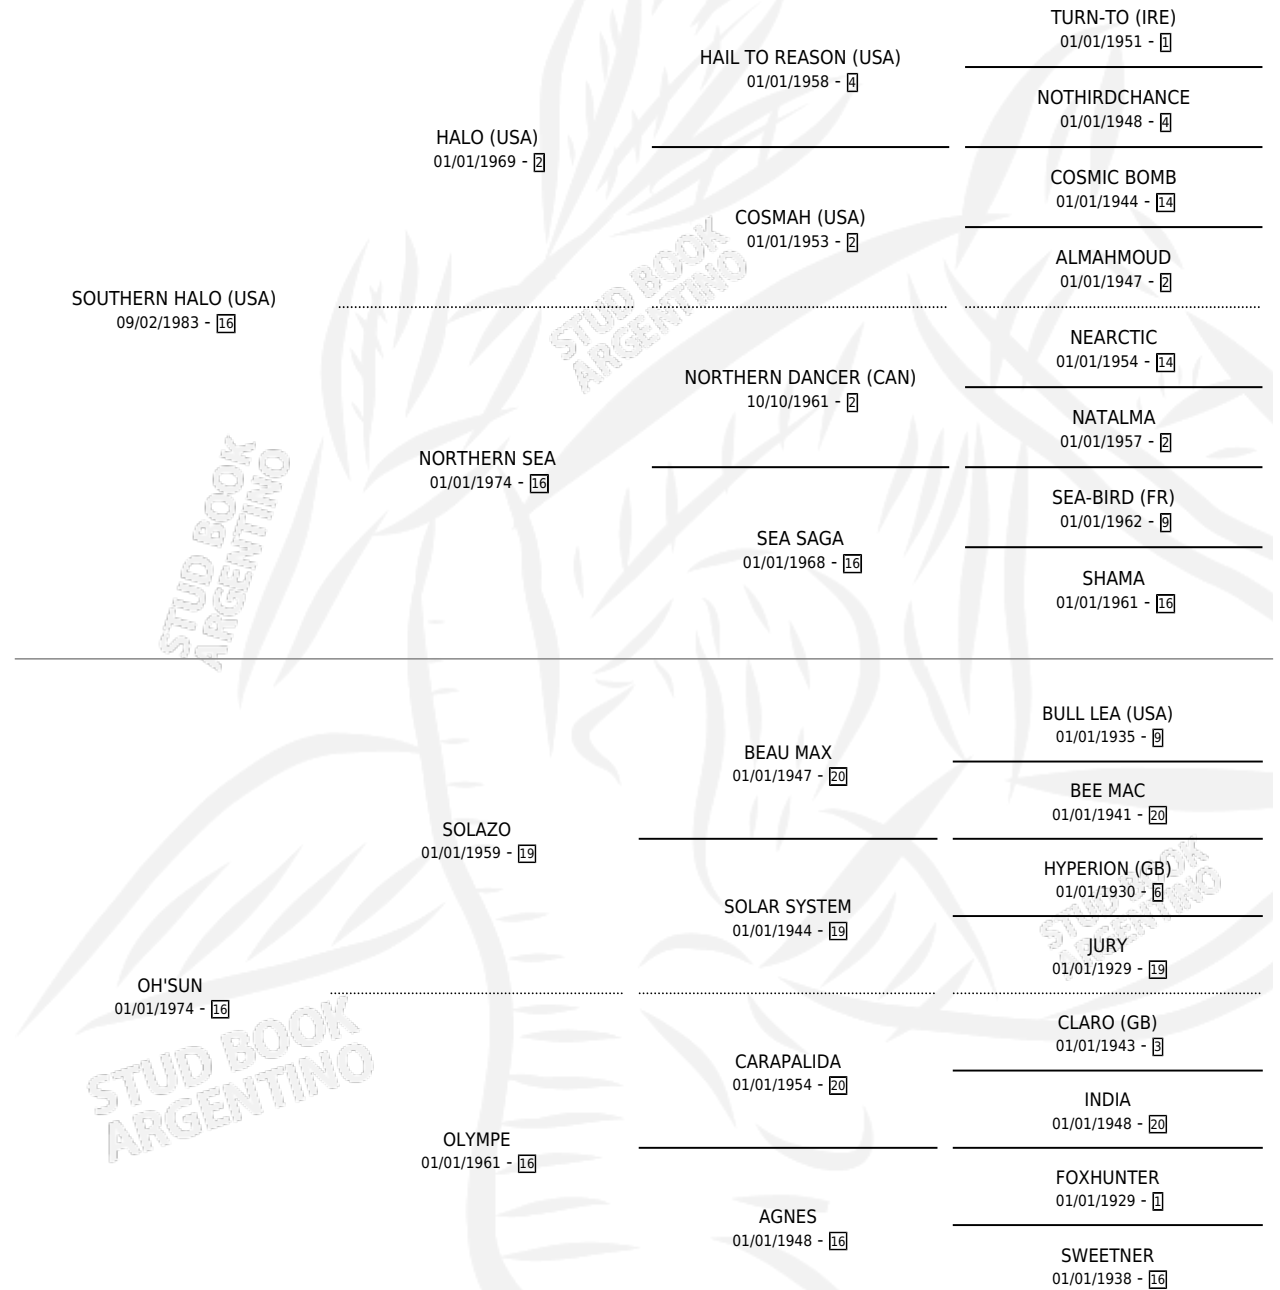 TURN-TO (IRE)
01/01/1951 - 1
HAIL TO REASON (USA)
01/01/1958 - 4
NOTHIRDCHANCE
01/01/1948 - 4
HALO (USA)
01/01/1969 - 2
COSMIC BOMB
01/01/1944 - 14
COSMAH (USA)
01/01/1953 - 2
ALMAHMOUD
01/01/1947 - 2
SOUTHERN HALO (USA)
09/02/1983 - 16
STUD BOOK
ARGENTINO
NEARCTIC
01/01/1954 - 14
NORTHERN DANCER (CAN)
10/10/1961 - 2
NATALMA
01/01/1957 - 2
NORTHERN SEA
01/01/1974 - 16
SEA-BIRD (FR)
01/01/1962 - 9
SEA SAGA
01/01/1968 - 16
SHAMA
01/01/1961 - 16
STUD BOOK
ARGENTINO
BULL LEA (USA)
01/01/1935 - 9
BEAU MAX
01/01/1947 - 20
BEE MAC
01/01/1941 - 20
SOLAZO
01/01/1959 - 19
HYPERION (GB)
01/01/1930 - 6
SOLAR SYSTEM
01/01/1944 - 19
STUD BOOK
ARGENTINO
JURY
01/01/1929 - 19
OH'SUN
01/01/1974 - 16
STUD BOOK
ARGENTINO
CLARO (GB)
01/01/1943 - 3
CARAPALIDA
01/01/1954 - 20
INDIA
01/01/1948 - 20
OLYMPE
01/01/1961 - 16
FOXHUNTER
01/01/1929 - 1
AGNES
01/01/1948 - 16
SWEETNER
01/01/1938 - 16